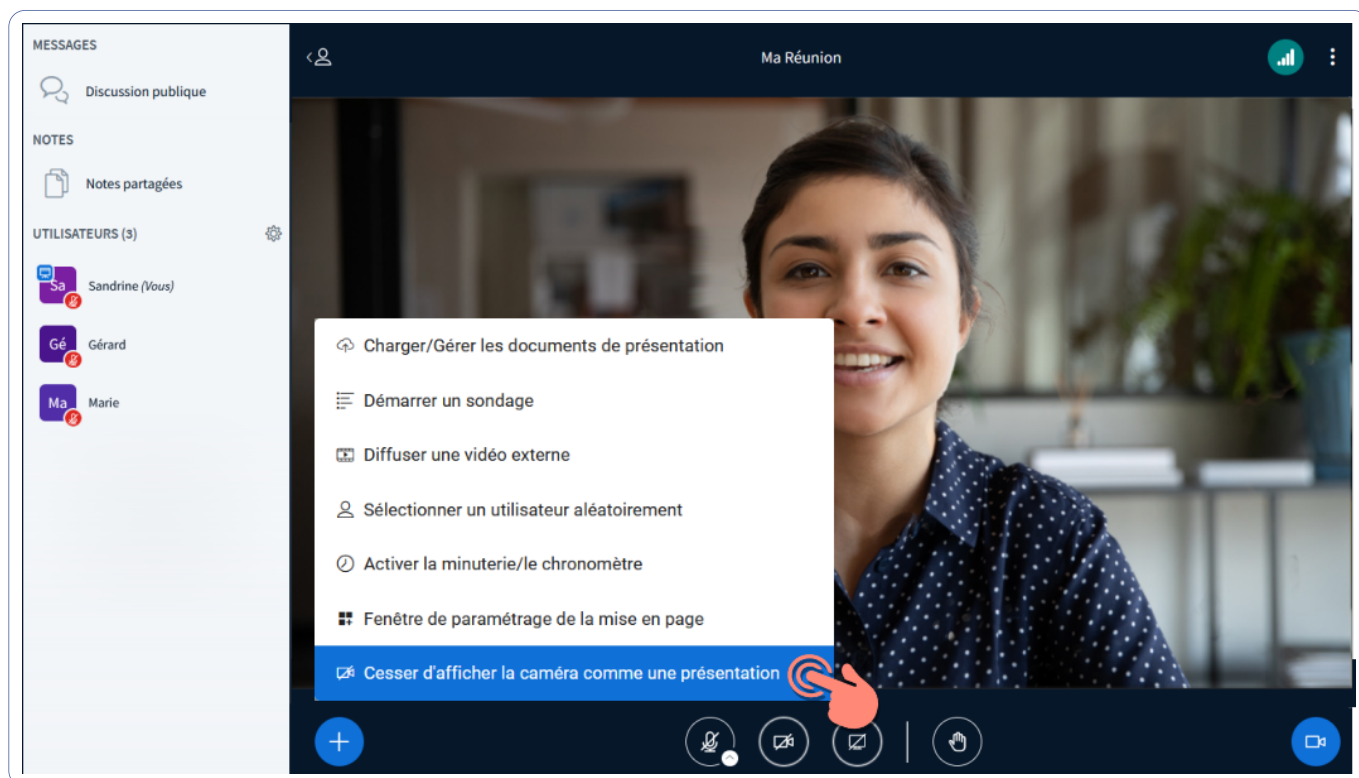 MESSAGES
Discussion publique
NOTES
Notes partagées
UTILISATEURS (3)
Sa
Sandrine (Vous)
Gé
Gérard
Ma
Marie
Ma Réunion
Charger/Gérer les documents de présentation
Démarrer un sondage
Diffuser une vidéo externe
Sélectionner un utilisateur aléatoirement
Activer la minuterie/le chronomètre
Fenêtre de paramétrage de la mise en page
Cesser d'afficher la caméra comme une présentation